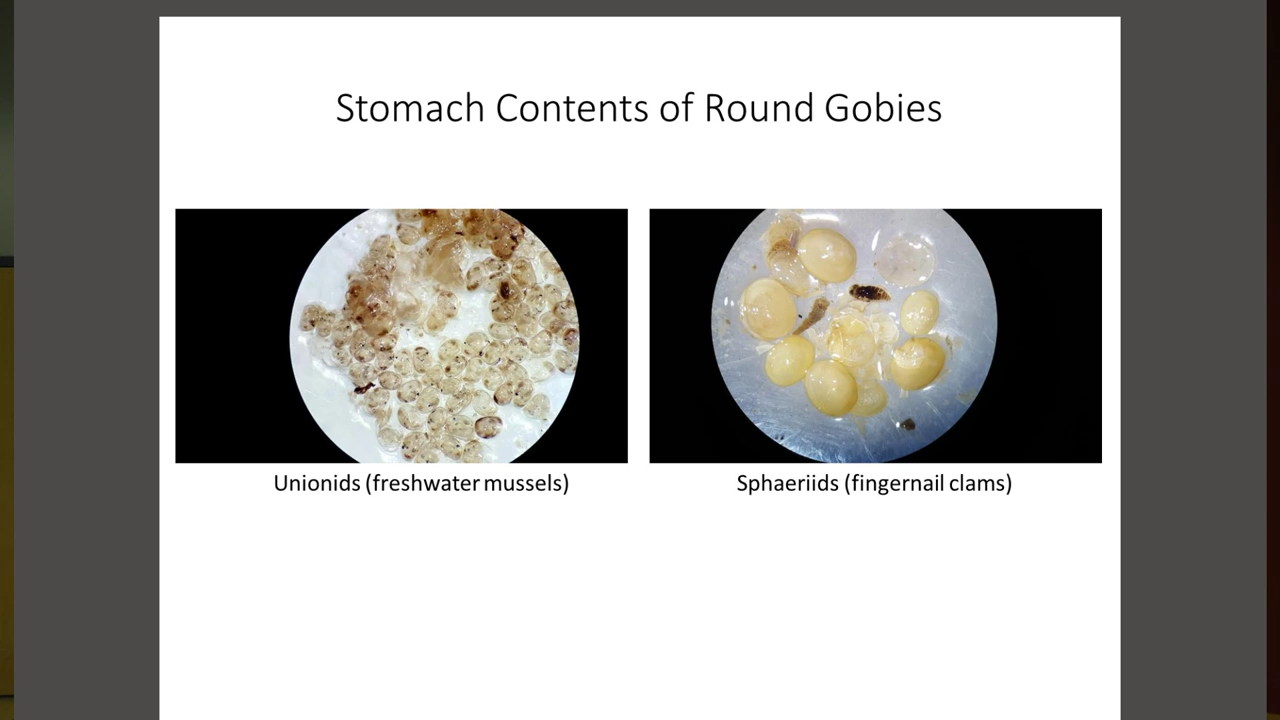 Stomach Contents of Round Gobies
Unionids (freshwater mussels)
Sphaeriids (fingernail clams)